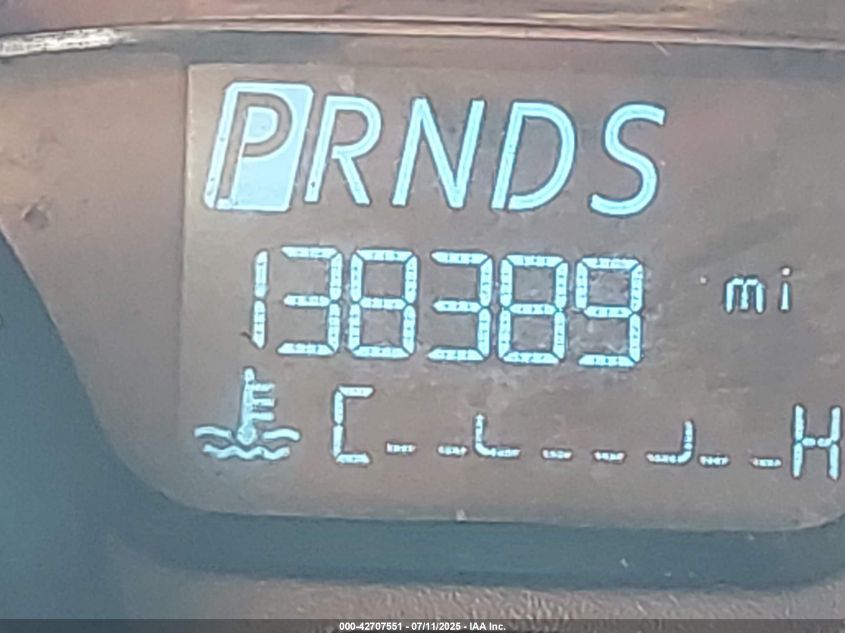 PRNDS
138389 mi
C H
000-42707551 - 07/11/2025 - IAA Inc.